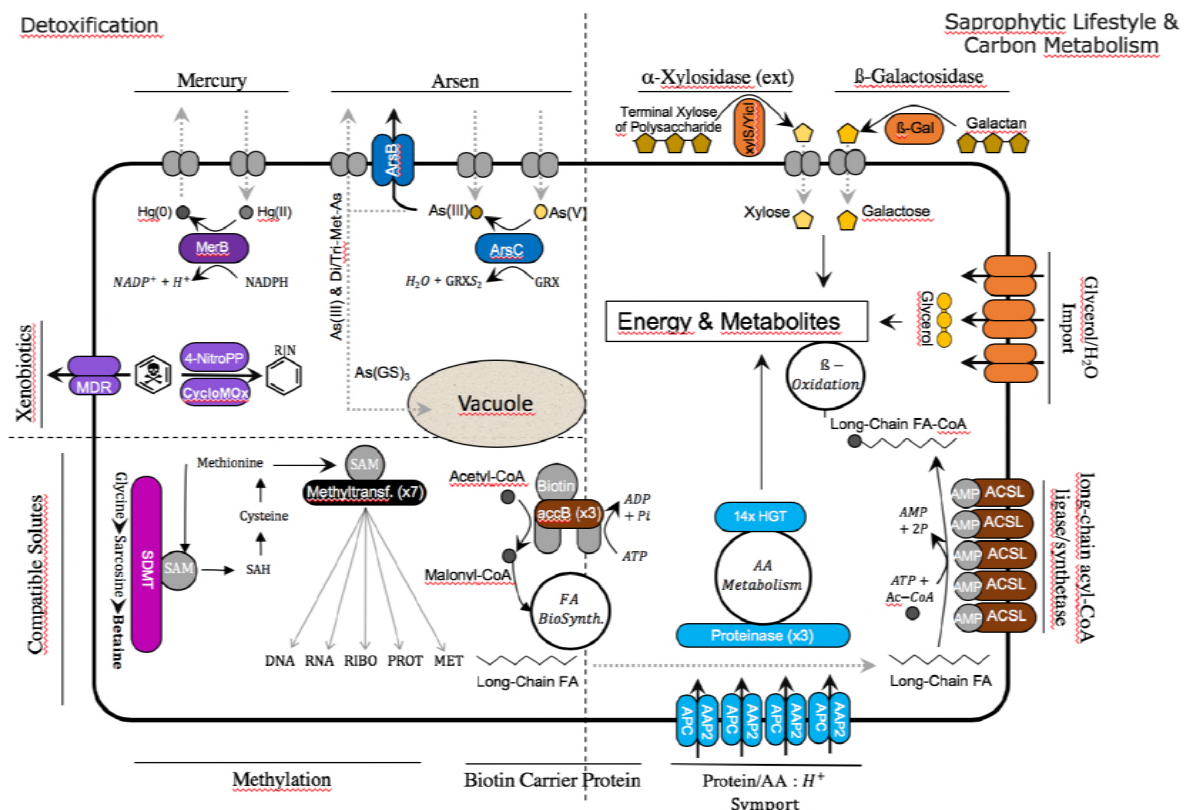 Detoxification
Saprophytic Lifestyle &
Carbon Metabolism
Mercury
Arsen
α-Xylosidase (ext)
ß-Galactosidase
Terminal Xylose
of Polysaccharide
xylS/YicI
ß-Gal
Galactan
ArsB
Hg(0)
Hg(II)
As(III)
As(V)
Xylose
Galactose
MerB
ArsC
NADP⁺ + H⁺
NADPH
H₂O + GRXS₂
GRX
As(III) & Di/Tri-Met-As
Energy & Metabolites
Glycerol
Glycerol/H₂O
Import
Xenobiotics
MDR
4-NitroPP
CycloMOx
R|N
As(GS)₃
Vacuole
ß –
Oxidation
Long-Chain FA-CoA
Compatible Solutes
Glycine
Sarcosine
Betaine
SDMT
SAM
Methionine
Cysteine
SAH
SAM
Methyltransf. (x7)
DNA RNA RIBO PROT MET
Acetyl-CoA
Biotin
accB (x3)
ADP
+ Pi
ATP
Malonyl-CoA
FA
BioSynth.
Long-Chain FA
14x HGT
AA
Metabolism
Proteinase (x3)
AMP
+ 2P
ATP +
Ac−CoA
AMP ACSL
AMP ACSL
AMP ACSL
AMP ACSL
AMP ACSL
long-chain acyl-CoA
ligase/synthetase
Long-Chain FA
APC AAP2 APC AAP2 APC AAP2
Methylation
Biotin Carrier Protein
Protein/AA : H⁺
Symport